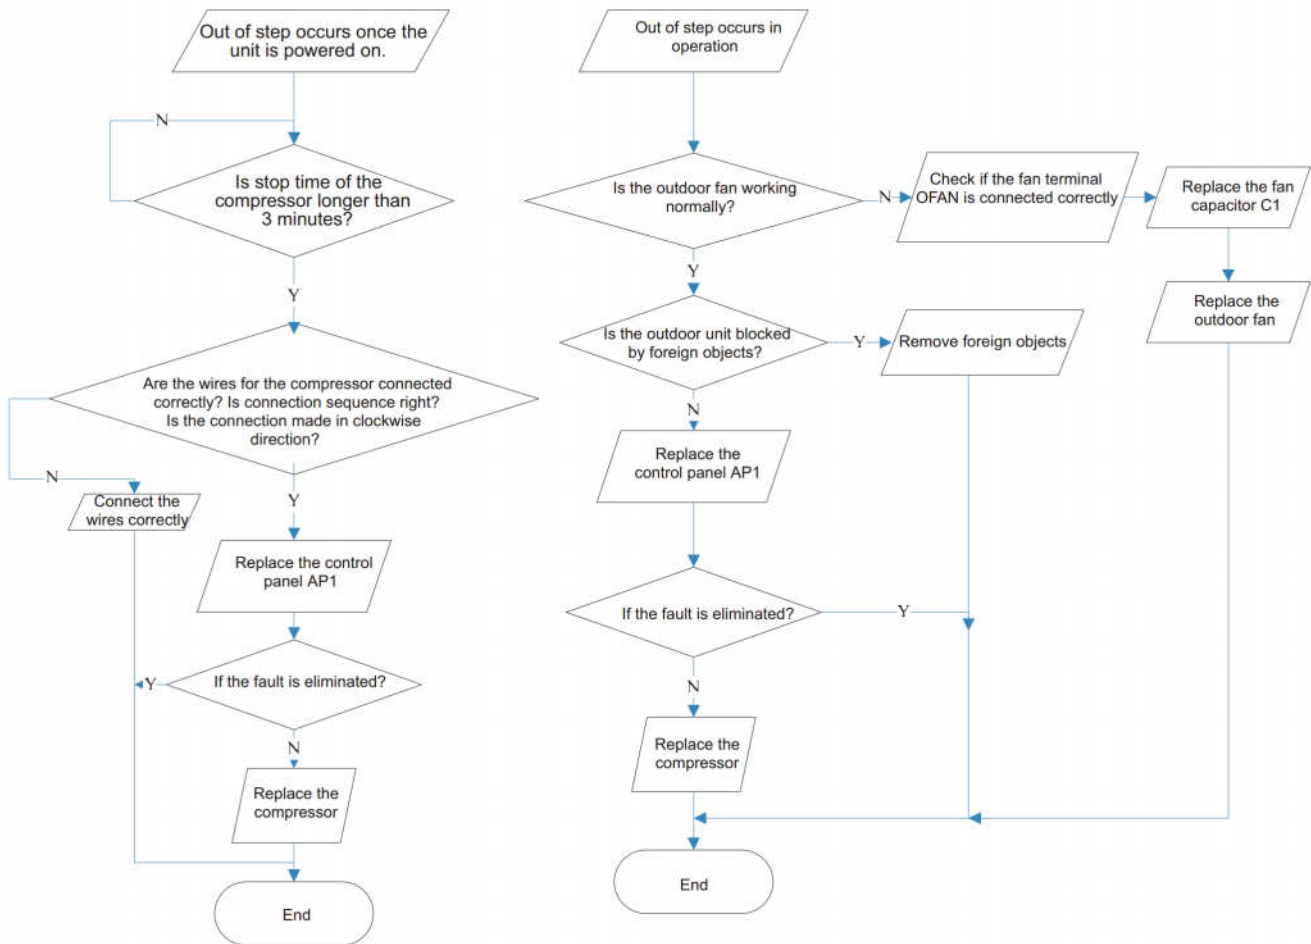 Out of step occurs once the
unit is powered on.
N
Is stop time of the
compressor longer than
3 minutes?
Y
Are the wires for the compressor connected
correctly? Is connection sequence right?
Is the connection made in clockwise
direction?
N
Connect the
wires correctly
Y
Replace the control
panel AP1
If the fault is eliminated?
Y
N
Replace the
compressor
End
Out of step occurs in
operation
Is the outdoor fan working
normally?
N
Check if the fan terminal
OFAN is connected correctly
Replace the fan
capacitor C1
Replace the
outdoor fan
Y
Is the outdoor unit blocked
by foreign objects?
Y
Remove foreign objects
N
Replace the
control panel AP1
If the fault is eliminated?
Y
N
Replace the
compressor
End